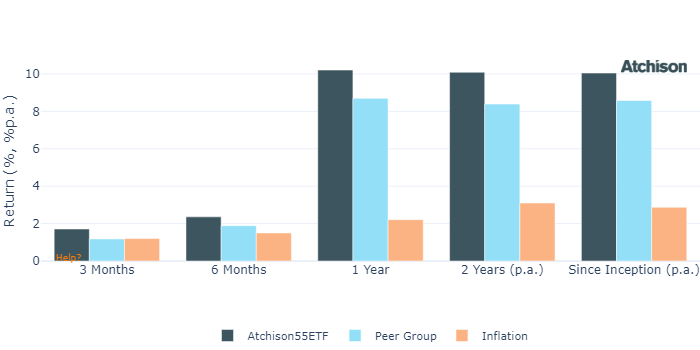 Atchison
Return (%, %p.a.)
10
8
6
4
2
0
Help?
3 Months
6 Months
1 Year
2 Years (p.a.)
Since Inception (p.a.)
Atchison55ETF
Peer Group
Inflation